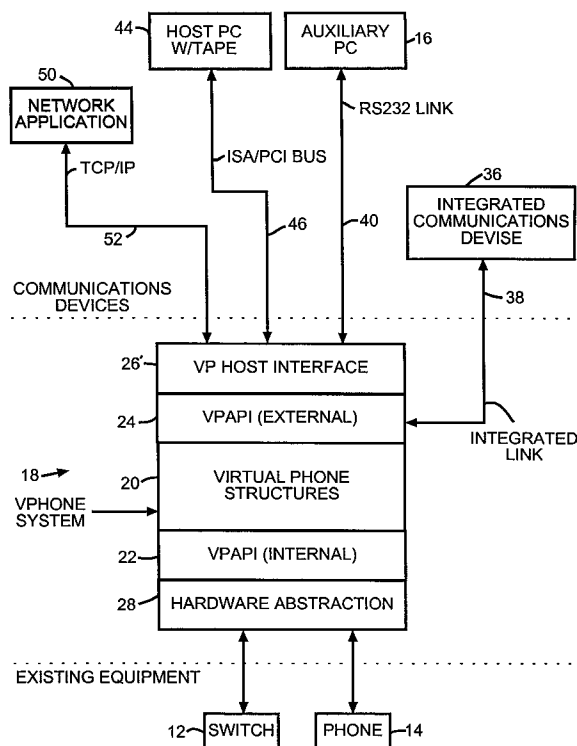 44
HOST PC
W/TAPE
AUXILIARY
PC
16
50
NETWORK
APPLICATION
RS232 LINK
ISA/PCI BUS
TCP/IP
36
INTEGRATED
COMMUNICATIONS
DEVISE
52
46
40
38
COMMUNICATIONS
DEVICES
26'
VP HOST INTERFACE
24
VPAPI (EXTERNAL)
INTEGRATED
LINK
18
20
VIRTUAL PHONE
STRUCTURES
VPHONE
SYSTEM
22
VPAPI (INTERNAL)
28
HARDWARE ABSTRACTION
EXISTING EQUIPMENT
12
SWITCH
PHONE
14